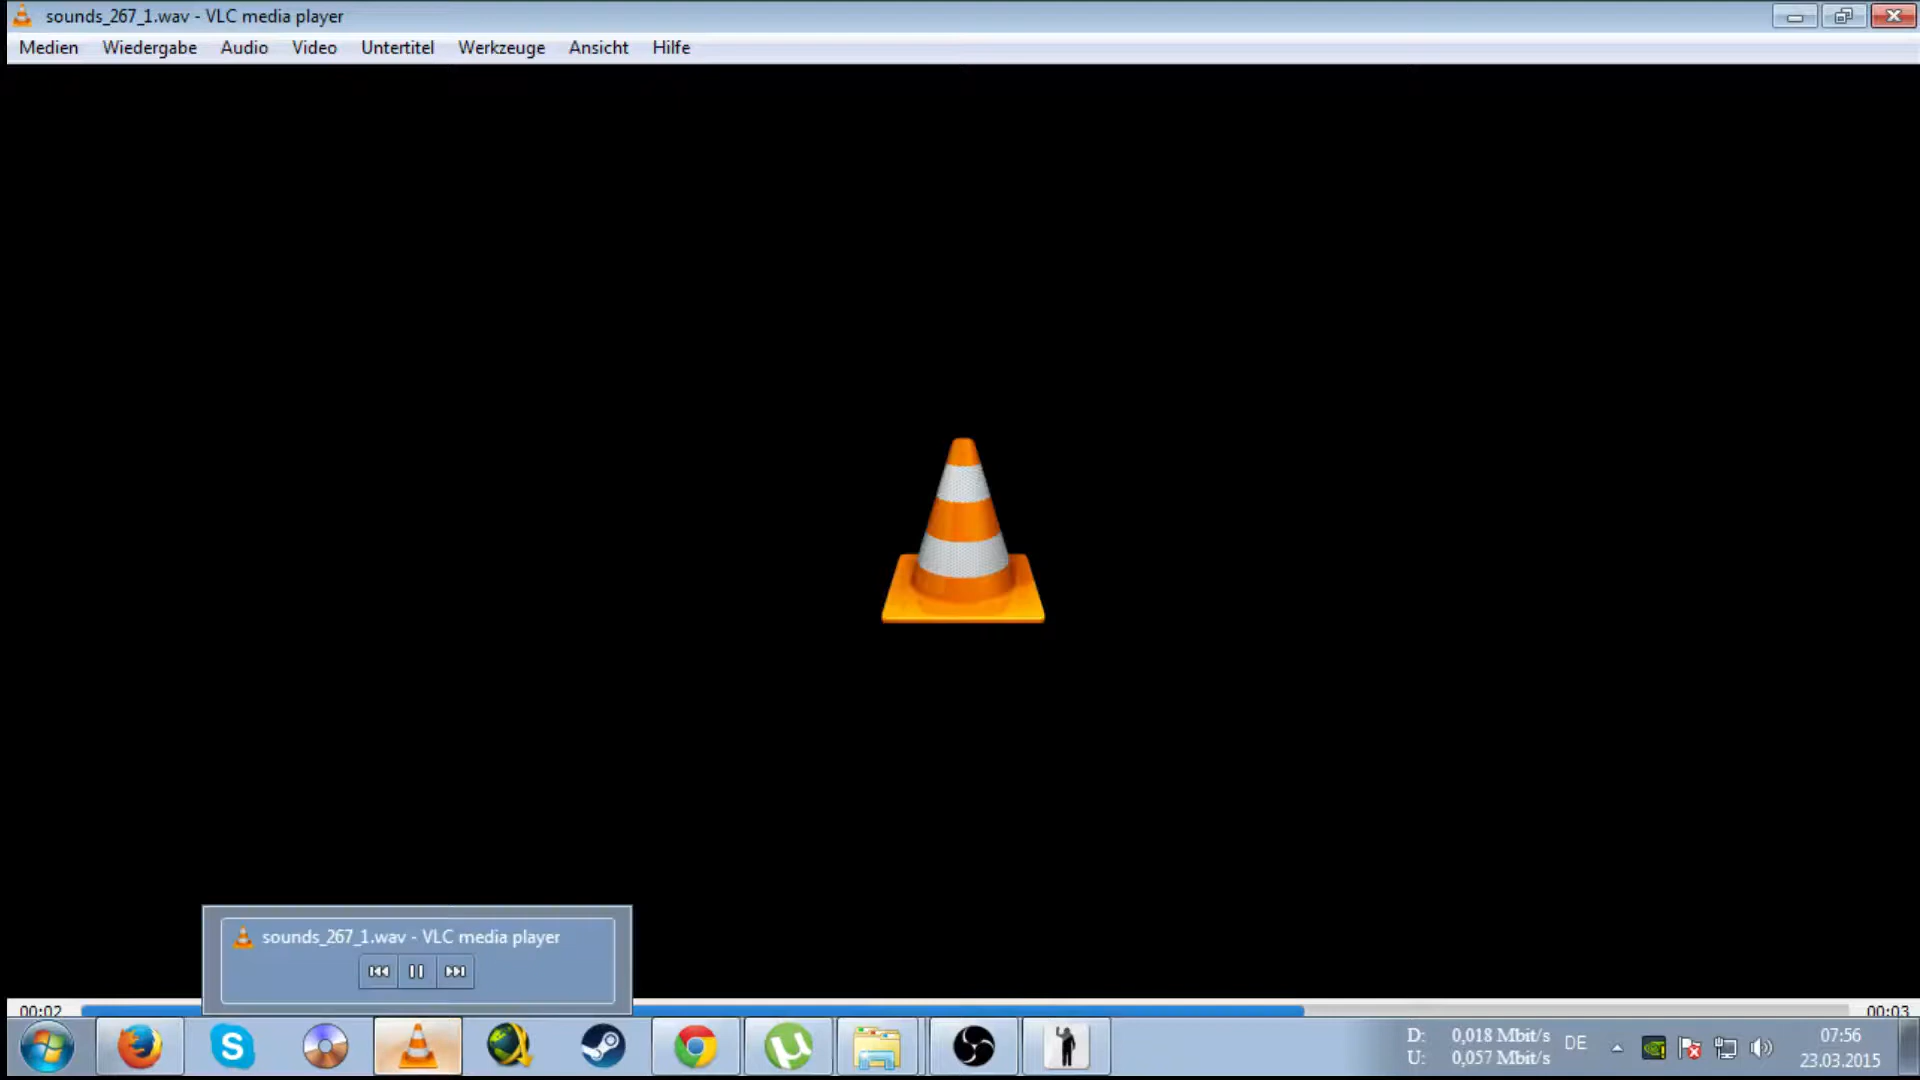 sounds_267_1.wav - VLC media player
Medien Wiedergabe Audio Video Untertitel Werkzeuge Ansicht Hilfe
sounds_267_1.wav - VLC media player
00:02 00:03
D: 0,018 Mbit/s
U: 0,057 Mbit/s
DE
07:56
23.03.2015